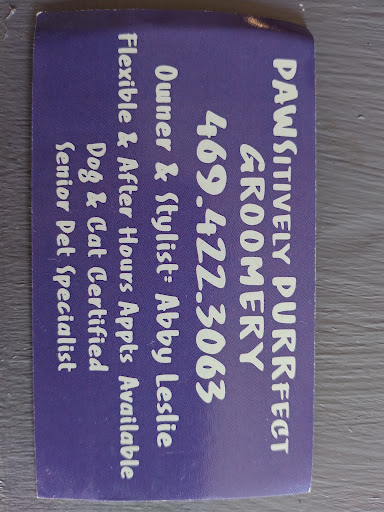 PAWSITIVELY PURRFECT
GROOMERY
469.422.3063
Owner & Stylist: Abby Leslie
Flexible & After Hours Appts Available
Dog & Cat Certified
Senior Pet Specialist